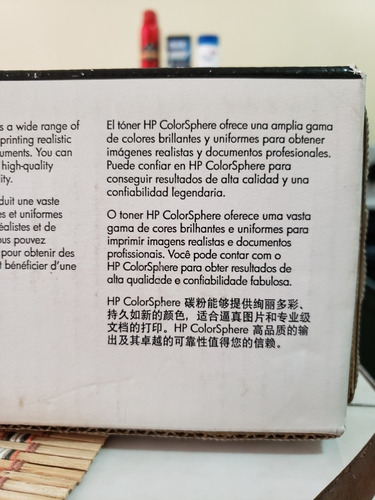 s a wide range of
printing realistic
uments. You can
high-quality
ity.
duit une vaste
es et uniformes
éalistes et de
ous pouvez
pour obtenir des
t bénéficier d'une
El tóner HP ColorSphere ofrece una amplia gama
de colores brillantes y uniformes para obtener
imágenes realistas y documentos profesionales.
Puede confiar en HP ColorSphere para
conseguir resultados de alta calidad y una
confiabilidad legendaria.
O toner HP ColorSphere oferece uma vasta
gama de cores brilhantes e uniformes para
imprimir imagens realistas e documentos
profissionais. Você pode contar com o
HP ColorSphere para obter resultados de
alta qualidade e confiabilidade fabulosa.
HP ColorSphere 碳粉能够提供绚丽多彩、
持久如新的颜色，适合逼真图片和专业级
文档的打印。HP ColorSphere 高品质的输
出及其卓越的可靠性值得您的信赖。